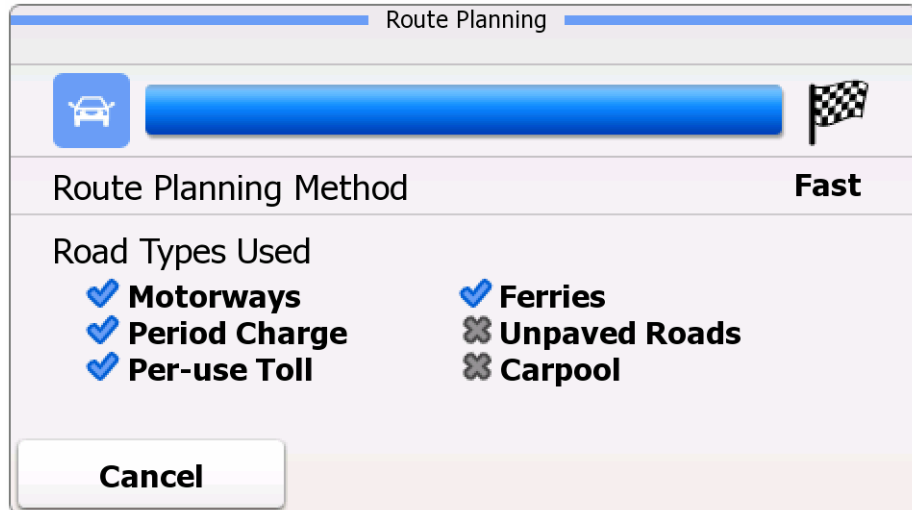 Route Planning
Route Planning Method Fast
Road Types Used
Motorways Ferries
Period Charge Unpaved Roads
Per-use Toll Carpool
Cancel